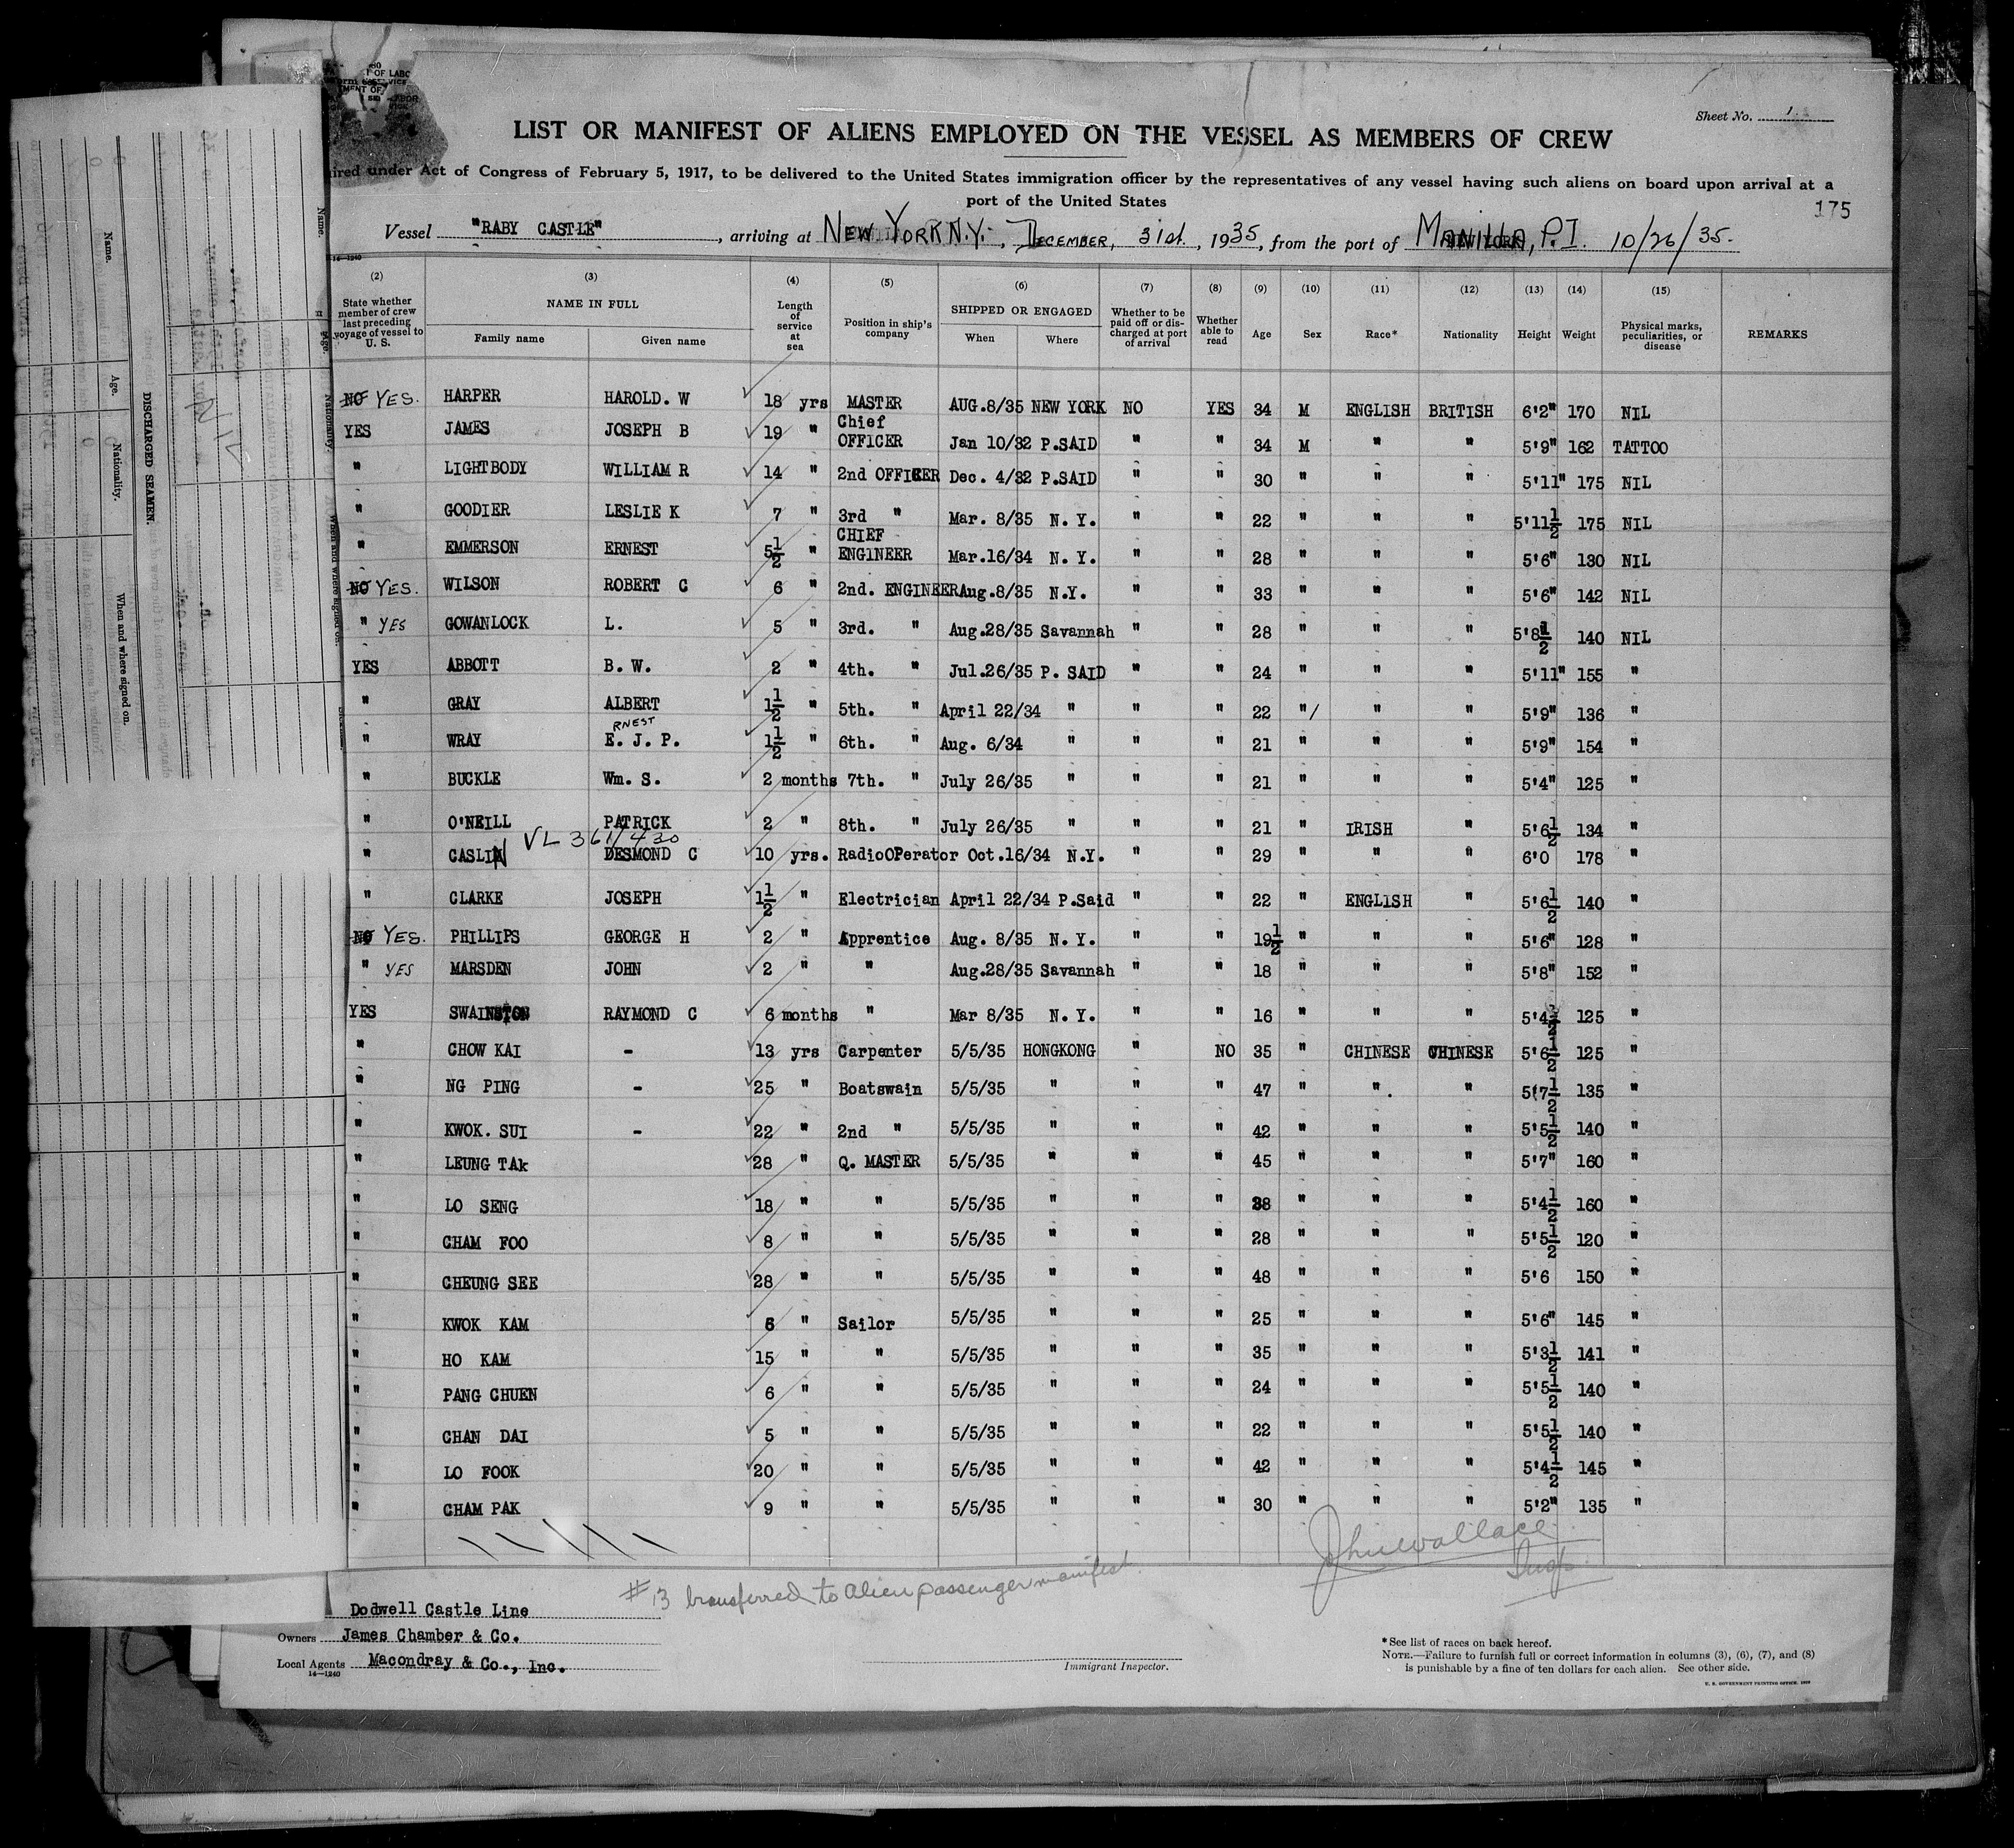 Sheet No. 1
LIST OR MANIFEST OF ALIENS EMPLOYED ON THE VESSEL AS MEMBERS OF CREW
ired under Act of Congress of February 5, 1917, to be delivered to the United States immigration officer by the representatives of any vessel having such aliens on board upon arrival at a
port of the United States
175
Vessel "RABY CASTLE", arriving at NEW YORK N.Y., DECEMBER, 31st, 1935, from the port of MANILLA, P.I. 10/26/35.
14—1240
(2) (3) (4) (5) (6) (7) (8) (9) (10) (11) (12) (13) (14) (15)
State whether member of crew last preceding voyage of vessel to U. S. NAME IN FULL Family name Given name Length of service at sea Position in ship's company SHIPPED OR ENGAGED When Where Whether to be paid off or discharged at port of arrival Whether able to read Age Sex Race* Nationality Height Weight Physical marks, peculiarities, or disease REMARKS
NO YES. HARPER HAROLD. W 18 yrs MASTER AUG.8/35 NEW YORK NO YES 34 M ENGLISH BRITISH 6'2" 170 NIL
YES JAMES JOSEPH B 19 " Chief OFFICER Jan 10/32 P.SAID " " 34 M " " 5'9" 162 TATTOO
" LIGHTBODY WILLIAM R 14 " 2nd OFFICER Dec. 4/32 P.SAID " " 30 " " " 5'11" 175 NIL
" GOODIER LESLIE K 7 " 3rd " Mar. 8/35 N. Y. " " 22 " " " 5'11½ 175 NIL
" EMMERSON ERNEST 5½ " CHIEF ENGINEER Mar.16/34 N. Y. " " 28 " " " 5'6" 130 NIL
NO YES. WILSON ROBERT C 6 " 2nd. ENGINEER Aug.8/35 N.Y. " " 33 " " " 5'6" 142 NIL
" YES GOWANLOCK L. 5 " 3rd. " Aug.28/35 Savannah " " 28 " " " 5'8½ 140 NIL
YES ABBOTT B. W. 2 " 4th. " Jul.26/35 P. SAID " " 24 " " " 5'11" 155 "
" GRAY ALBERT 1½ " 5th. " April 22/34 " " " 22 "/ " " 5'9" 136 "
RNEST
" WRAY E. J. P. 1½ " 6th. " Aug. 6/34 " " " 21 " " " 5'9" 154 "
" BUCKLE Wm. S. 2 months 7th. " July 26/35 " " " 21 " " " 5'4" 125 "
" O'NEILL PATRICK 2 " 8th. " July 26/35 " " " 21 " IRISH " 5'6½ 134 "
VL 361/430
" CASLIN DESMOND C 10 yrs. RadioOPerator Oct.16/34 N.Y. " " 29 " " " 6'0 178 "
" CLARKE JOSEPH 1½ " Electrician April 22/34 P.Said " " 22 " ENGLISH " 5'6½ 140 "
NO YES. PHILLIPS GEORGE H 2 " Apprentice Aug. 8/35 N. Y. " " 19½ " " " 5'6" 128 "
" YES MARSDEN JOHN 2 " " Aug.28/35 Savannah " " 18 " " " 5'8" 152 "
YES SWAINSTON RAYMOND C 6 months " Mar 8/35 N. Y. " " 16 " " " 5'4½ 125 "
" CHOW KAI - 13 yrs Carpenter 5/5/35 HONGKONG " NO 35 " CHINESE CHINESE 5'6½ 125 "
" NG PING - 25 " Boatswain 5/5/35 " " " 47 " " . " 5(7½ 135 "
" KWOK. SUI - 22 " 2nd " 5/5/35 " " " 42 " " " 5'5½ 140 "
" LEUNG TAk 28 " Q. MASTER 5/5/35 " " " 45 " " " 5'7" 160 "
" LO SENG 18 " " 5/5/35 " " " 38 " " " 5'4½ 160 "
" CHAM FOO 8 " " 5/5/35 " " " 28 " " " 5'5½ 120 "
" CHEUNG SEE 28 " " 5/5/35 " " " 48 " " " 5'6 150 "
" KWOK KAM 6 " Sailor 5/5/35 " " " 25 " " " 5'6" 145 "
" HO KAM 15 " " 5/5/35 " " " 35 " " " 5'3½ 141 "
" PANG CHUEN 6 " " 5/5/35 " " " 24 " " " 5'5½ 140 "
" CHAN DAI 5 " " 5/5/35 " " " 22 " " " 5'5½ 140 "
" LO FOOK 20 " " 5/5/35 " " " 42 " " " 5'4½ 145 "
" CHAM PAK 9 " " 5/5/35 " " " 30 " " " 5'2" 135 "
John Wallace
Insp.
#13 transferred to alien passenger manifest.
Dodwell Castle Line
Owners James Chamber & Co.
Local Agents Macondray & Co., Inc.
14—1240
Immigrant Inspector.
*See list of races on back hereof.
NOTE.—Failure to furnish full or correct information in columns (3), (6), (7), and (8)
is punishable by a fine of ten dollars for each alien. See other side.
DISCHARGED SEAMEN.
Name.
Age.
Nationality.
When and where signed on.